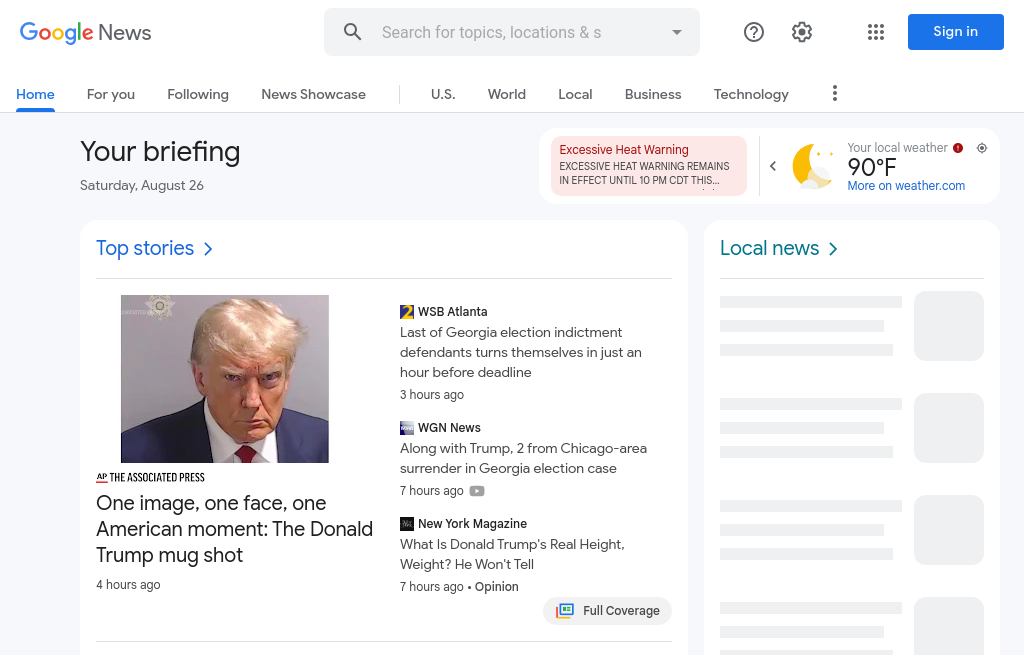 Google News
Search for topics, locations & s
Sign in
Home
For you
Following
News Showcase
U.S.
World
Local
Business
Technology
Your briefing
Saturday, August 26
Excessive Heat Warning
EXCESSIVE HEAT WARNING REMAINS
IN EFFECT UNTIL 10 PM CDT THIS...
Your local weather
90°F
More on weather.com
Top stories
AP THE ASSOCIATED PRESS
One image, one face, one
American moment: The Donald
Trump mug shot
4 hours ago
WSB Atlanta
Last of Georgia election indictment
defendants turns themselves in just an
hour before deadline
3 hours ago
WGN News
Along with Trump, 2 from Chicago-area
surrender in Georgia election case
7 hours ago
New York Magazine
What Is Donald Trump's Real Height,
Weight? He Won't Tell
7 hours ago • Opinion
Full Coverage
Local news